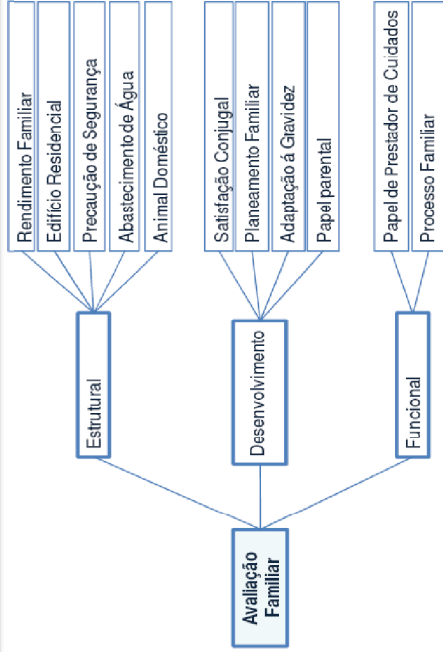 Avaliação
Familiar
Estrutural
Rendimento Familiar
Edifício Residencial
Precaução de Segurança
Abastecimento de Água
Animal Doméstico
Desenvolvimento
Satisfação Conjugal
Planeamento Familiar
Adaptação á Gravidez
Papel parental
Funcional
Papel de Prestador de Cuidados
Processo Familiar